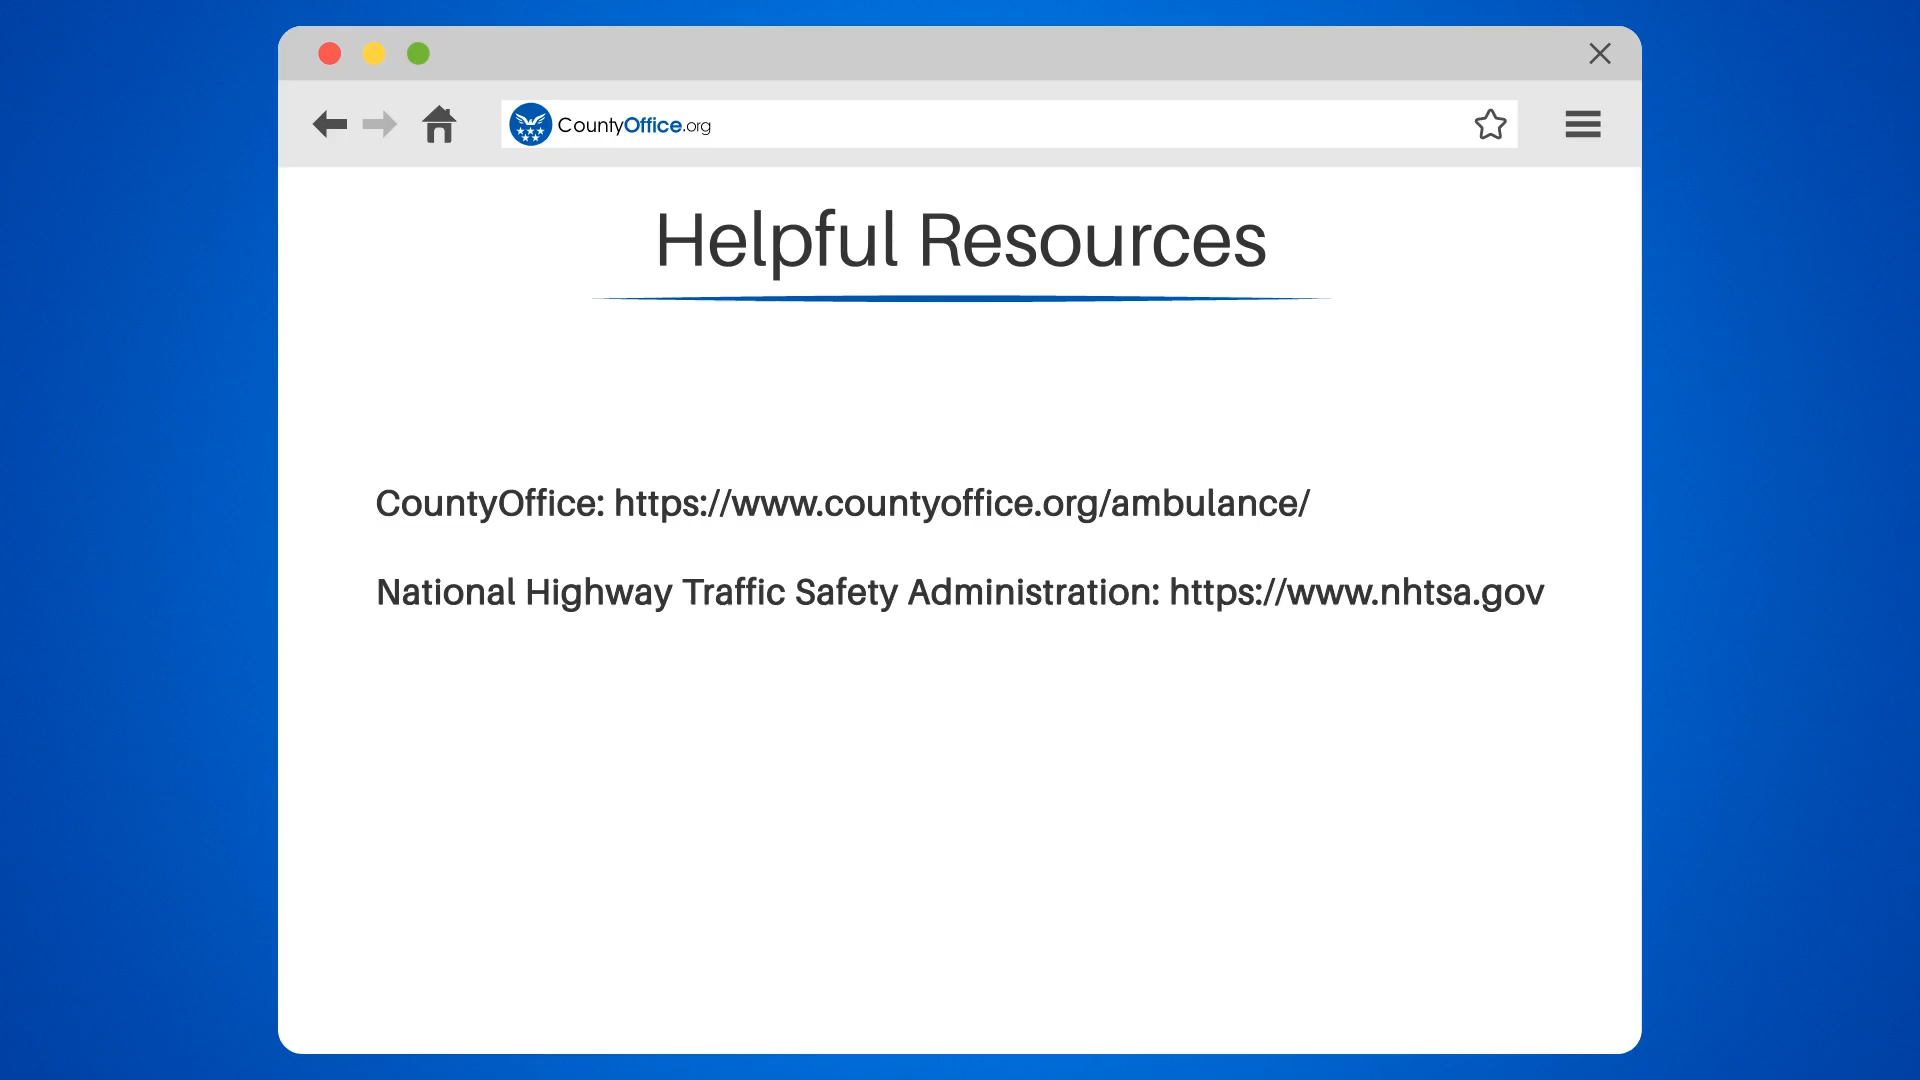 CountyOffice.org
Helpful Resources
CountyOffice: https://www.countyoffice.org/ambulance/
National Highway Traffic Safety Administration: https://www.nhtsa.gov